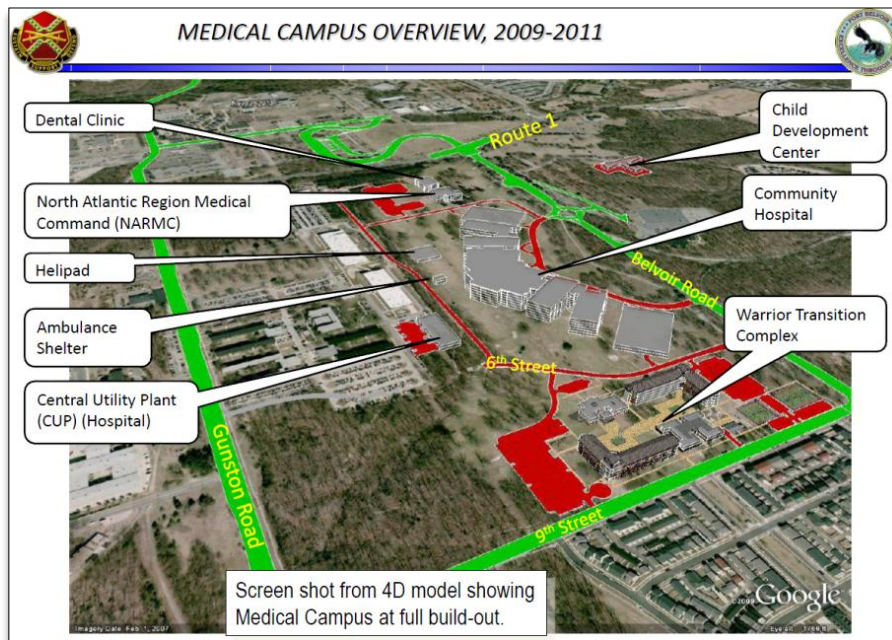 MEDICAL CAMPUS OVERVIEW, 2009-2011
Dental Clinic
North Atlantic Region Medical
Command (NARMC)
Helipad
Ambulance
Shelter
Central Utility Plant
(CUP) (Hospital)
Child
Development
Center
Community
Hospital
Warrior Transition
Complex
Route 1
Belvoir Road
6th Street
9th Street
Gunston Road
Screen shot from 4D model showing
Medical Campus at full build-out.
©2009 Google
Imagery Date: Feb 1, 2007